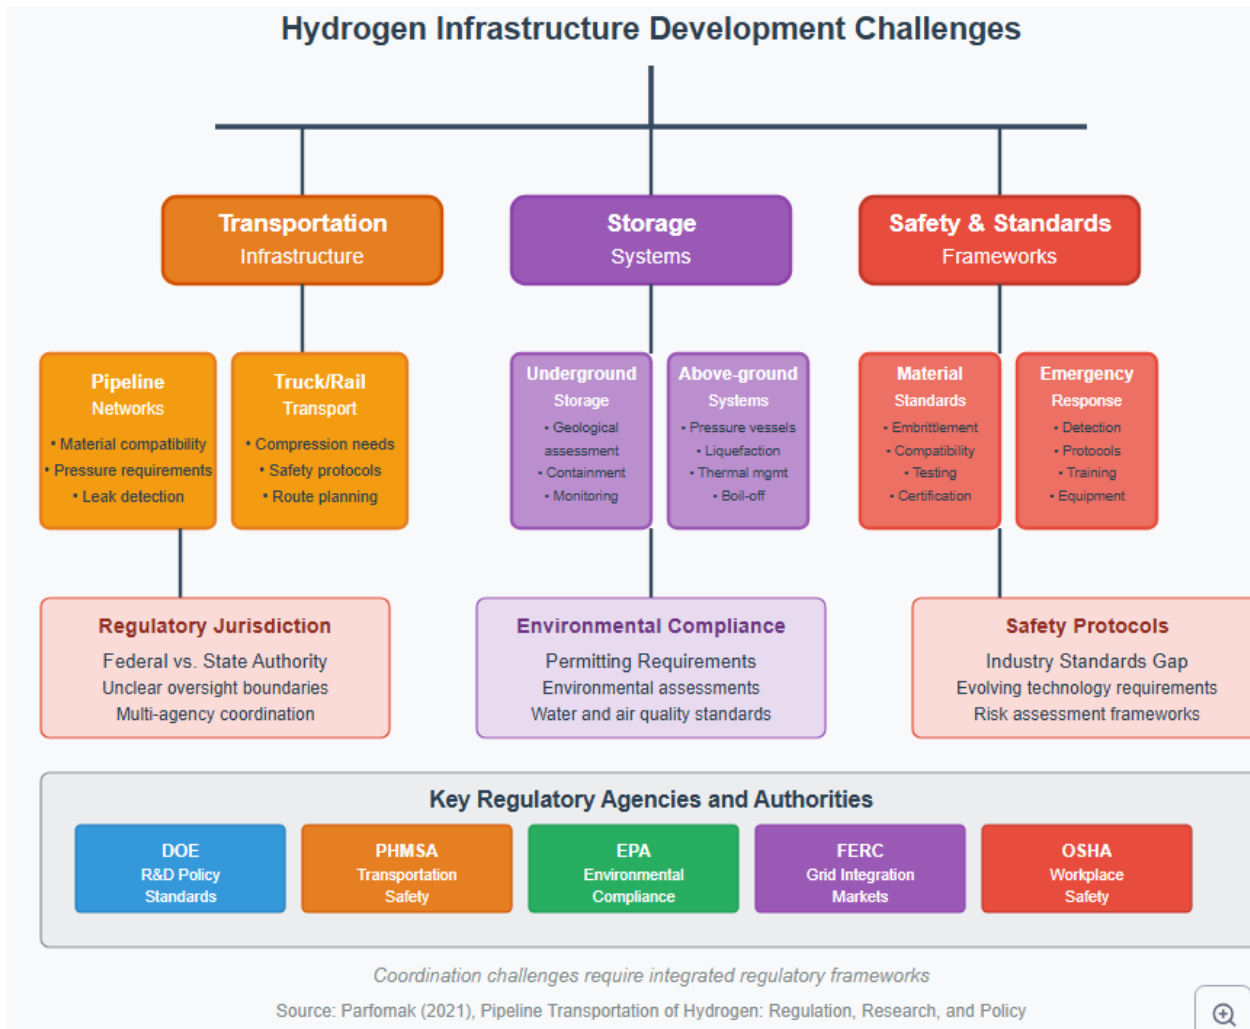 Hydrogen Infrastructure Development Challenges
Transportation
Infrastructure
Storage
Systems
Safety & Standards
Frameworks
Pipeline
Networks
• Material compatibility
• Pressure requirements
• Leak detection
Truck/Rail
Transport
• Compression needs
• Safety protocols
• Route planning
Underground
Storage
• Geological
assessment
• Containment
• Monitoring
Above-ground
Systems
• Pressure vessels
• Liquefaction
• Thermal mgmt
• Boil-off
Material
Standards
• Embrittlement
• Compatibility
• Testing
• Certification
Emergency
Response
• Detection
• Protocols
• Training
• Equipment
Regulatory Jurisdiction
Federal vs. State Authority
Unclear oversight boundaries
Multi-agency coordination
Environmental Compliance
Permitting Requirements
Environmental assessments
Water and air quality standards
Safety Protocols
Industry Standards Gap
Evolving technology requirements
Risk assessment frameworks
Key Regulatory Agencies and Authorities
DOE
R&D Policy
Standards
PHMSA
Transportation
Safety
EPA
Environmental
Compliance
FERC
Grid Integration
Markets
OSHA
Workplace
Safety
Coordination challenges require integrated regulatory frameworks
Source: Parfomak (2021), Pipeline Transportation of Hydrogen: Regulation, Research, and Policy